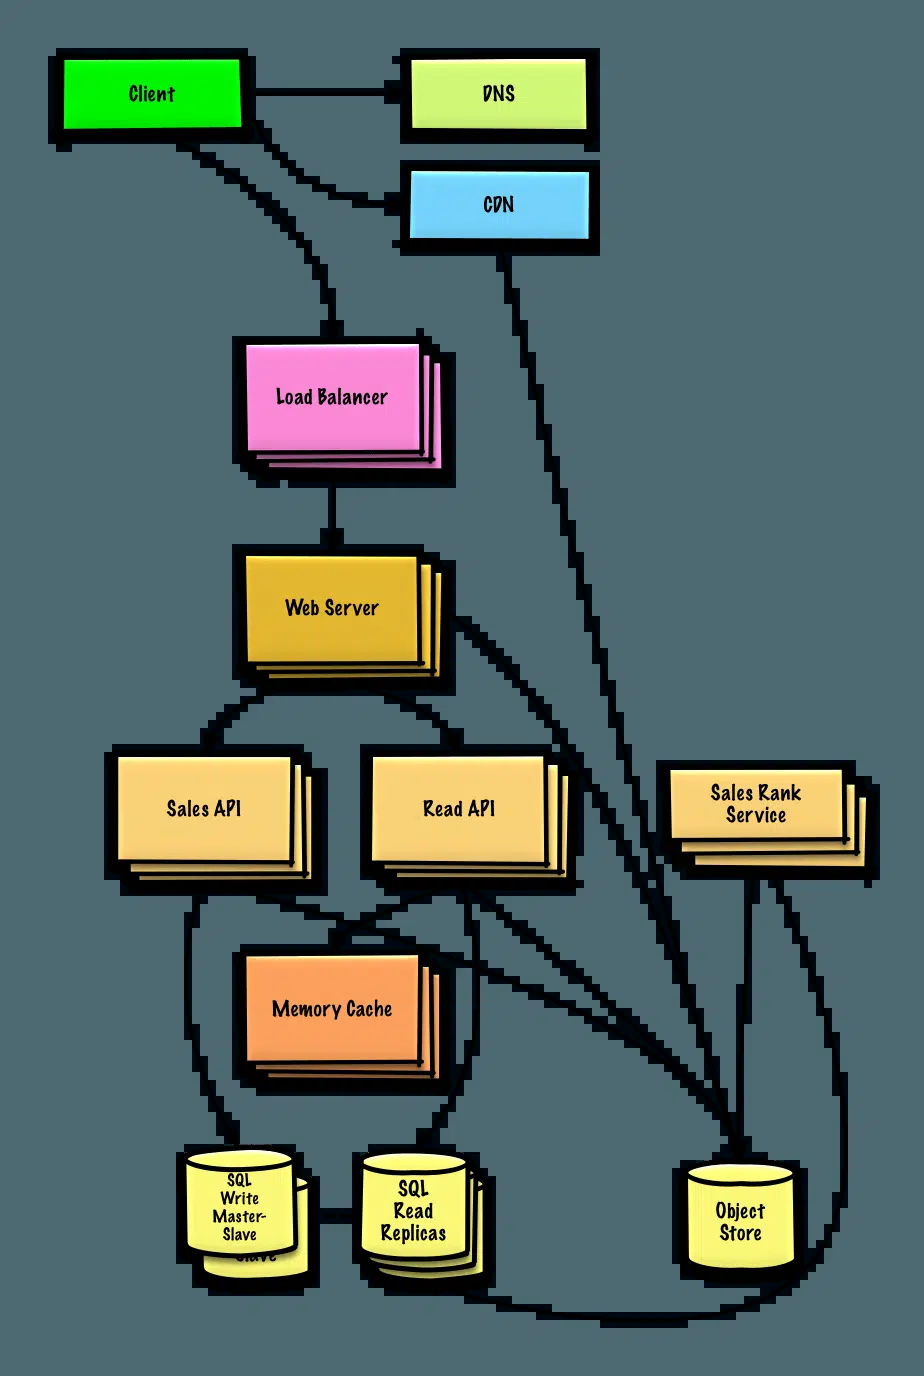 Client
DNS
CDN
Load Balancer
Web Server
Sales API
Read API
Sales Rank
Service
Memory Cache
SQL
Write
Master-
Slave
Slave
SQL
Read
Replicas
Object
Store